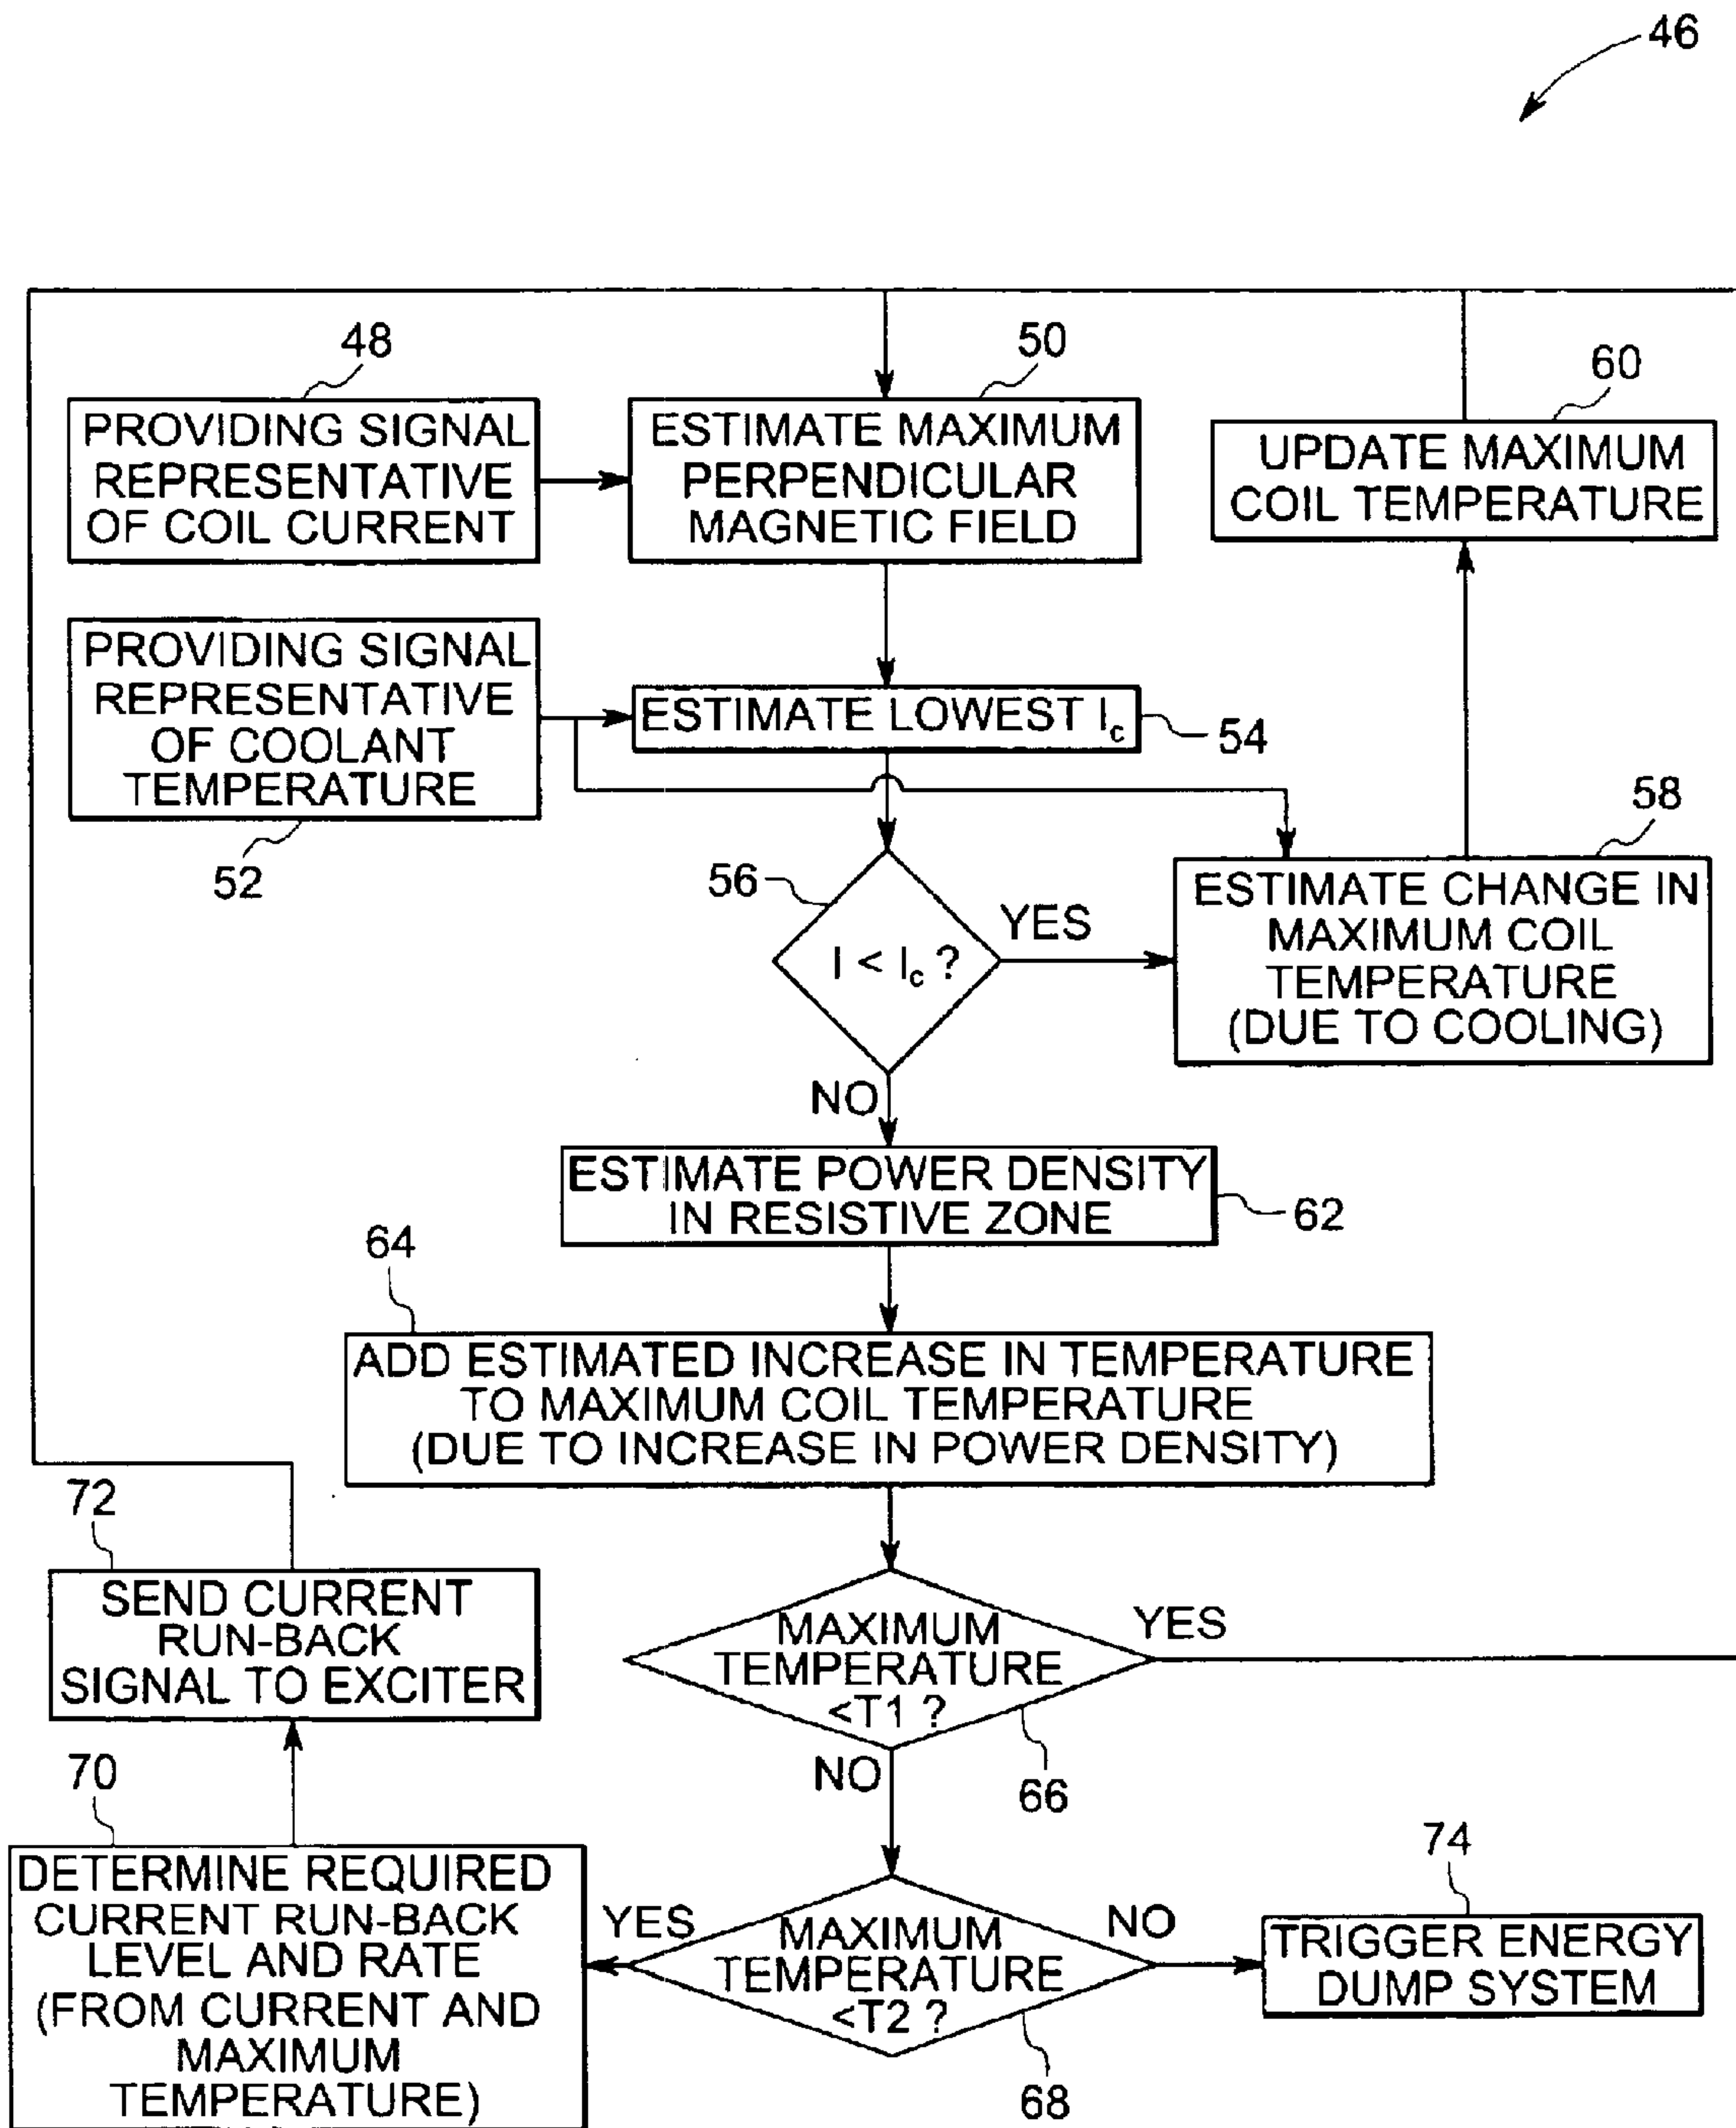 46
48
PROVIDING SIGNAL
REPRESENTATIVE
OF COIL CURRENT
50
ESTIMATE MAXIMUM
PERPENDICULAR
MAGNETIC FIELD
60
UPDATE MAXIMUM
COIL TEMPERATURE
PROVIDING SIGNAL
REPRESENTATIVE
OF COOLANT
TEMPERATURE
52
ESTIMATE LOWEST Ic
54
56
I < Ic ?
YES
NO
58
ESTIMATE CHANGE IN
MAXIMUM COIL
TEMPERATURE
(DUE TO COOLING)
ESTIMATE POWER DENSITY
IN RESISTIVE ZONE
62
64
ADD ESTIMATED INCREASE IN TEMPERATURE
TO MAXIMUM COIL TEMPERATURE
(DUE TO INCREASE IN POWER DENSITY)
72
SEND CURRENT
RUN-BACK
SIGNAL TO EXCITER
MAXIMUM
TEMPERATURE
<T1 ?
YES
NO
66
70
DETERMINE REQUIRED
CURRENT RUN-BACK
LEVEL AND RATE
(FROM CURRENT AND
MAXIMUM
TEMPERATURE)
YES
MAXIMUM
TEMPERATURE
<T2 ?
NO
68
74
TRIGGER ENERGY
DUMP SYSTEM